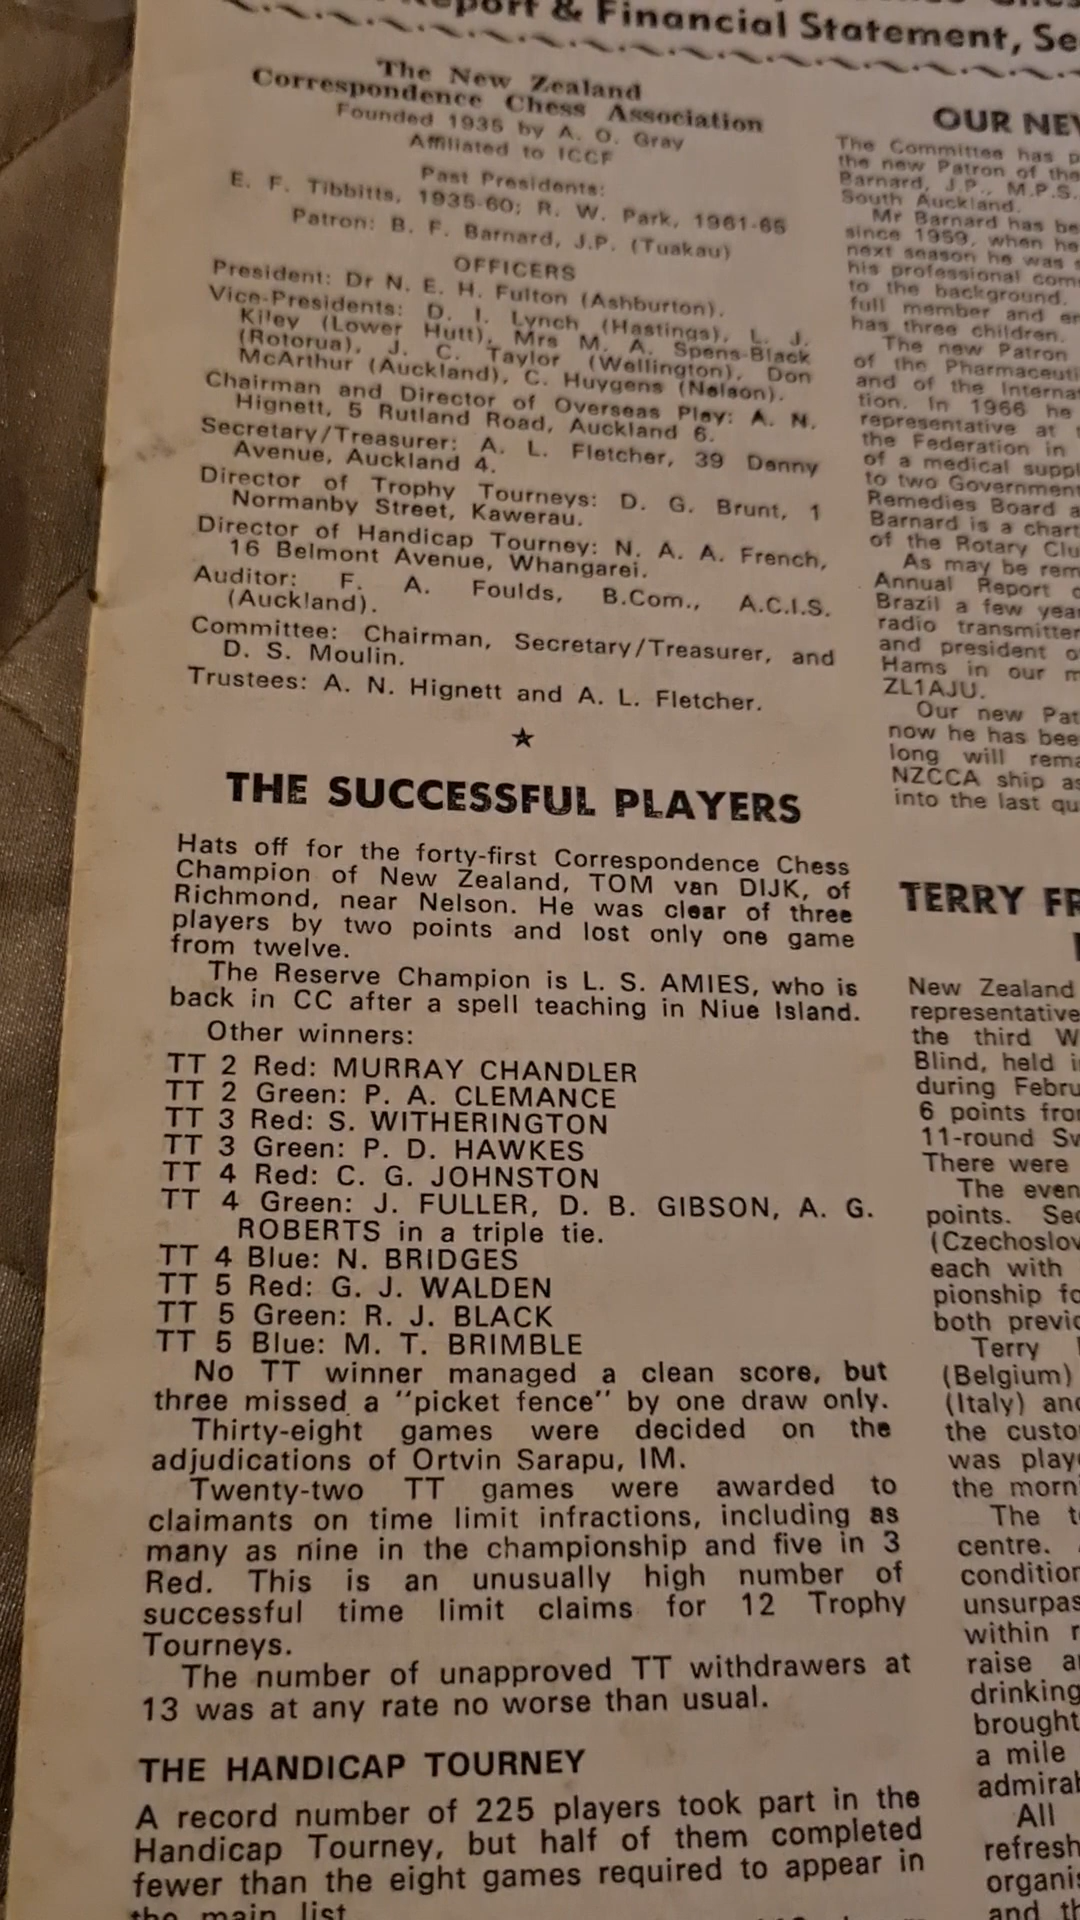 Report & Financial Statement, Se
The New Zealand
Correspondence Chess Association
Founded 1935 by A. O. Gray
Affiliated to ICCF
Past Presidents:
E. F. Tibbitts, 1935-60; R. W. Park, 1961-65
Patron: B. F. Barnard, J.P. (Tuakau)
OFFICERS
President: Dr N. E. H. Fulton (Ashburton).
Vice-Presidents: D. I. Lynch (Hastings), L. J.
Kiley (Lower Hutt), Mrs M. A. Spens-Black
(Rotorua), J. C. Taylor (Wellington), Don
McArthur (Auckland), C. Huygens (Nelson).
Chairman and Director of Overseas Play: A. N.
Hignett, 5 Rutland Road, Auckland 6.
Secretary/Treasurer: A. L. Fletcher, 39 Denny
Avenue, Auckland 4.
Director of Trophy Tourneys: D. G. Brunt, 1
Normanby Street, Kawerau.
Director of Handicap Tourney: N. A. A. French,
16 Belmont Avenue, Whangarei.
Auditor: F. A. Foulds, B.Com., A.C.I.S.
(Auckland).
Committee: Chairman, Secretary/Treasurer, and
D. S. Moulin.
Trustees: A. N. Hignett and A. L. Fletcher.
THE SUCCESSFUL PLAYERS
Hats off for the forty-first Correspondence Chess
Champion of New Zealand, TOM van DIJK, of
Richmond, near Nelson. He was clear of three
players by two points and lost only one game
from twelve.
The Reserve Champion is L. S. AMIES, who is
back in CC after a spell teaching in Niue Island.
Other winners:
TT 2 Red: MURRAY CHANDLER
TT 2 Green: P. A. CLEMANCE
TT 3 Red: S. WITHERINGTON
TT 3 Green: P. D. HAWKES
TT 4 Red: C. G. JOHNSTON
TT 4 Green: J. FULLER, D. B. GIBSON, A. G.
ROBERTS in a triple tie.
TT 4 Blue: N. BRIDGES
TT 5 Red: G. J. WALDEN
TT 5 Green: R. J. BLACK
TT 5 Blue: M. T. BRIMBLE
No TT winner managed a clean score, but
three missed a "picket fence" by one draw only.
Thirty-eight games were decided on the
adjudications of Ortvin Sarapu, IM.
Twenty-two TT games were awarded to
claimants on time limit infractions, including as
many as nine in the championship and five in 3
Red. This is an unusually high number of
successful time limit claims for 12 Trophy
Tourneys.
The number of unapproved TT withdrawers at
13 was at any rate no worse than usual.
THE HANDICAP TOURNEY
A record number of 225 players took part in the
Handicap Tourney, but half of them completed
fewer than the eight games required to appear in
the main list
OUR NEW
The Committee has p
the new Patron of the
Barnard, J.P., M.P.S.
South Auckland.
Mr Barnard has be
since 1959, when he
next season he was
his professional com
to the background.
full member and en
has three children.
The new Patron
of the Pharmaceuti
and of the Interna
tion. In 1966 he
representative at
the Federation in
of a medical suppl
to two Government
Remedies Board a
Barnard is a chart
of the Rotary Clu
As may be rem
Annual Report o
Brazil a few year
radio transmitter
and president o
Hams in our m
ZL1AJU.
Our new Pat
now he has bee
long will rema
NZCCA ship as
into the last qu
TERRY FR
New Zealand
representative
the third W
Blind, held i
during Febru
6 points from
11-round Sw
There were
The even
points. Sec
(Czechoslov
each with
pionship fo
both previo
Terry
(Belgium)
(Italy) and
the custo
was play
the morn
The t
centre.
condition
unsurpas
within r
raise a
drinking
brought
a mile
admirab
All
refresh
organis
and th